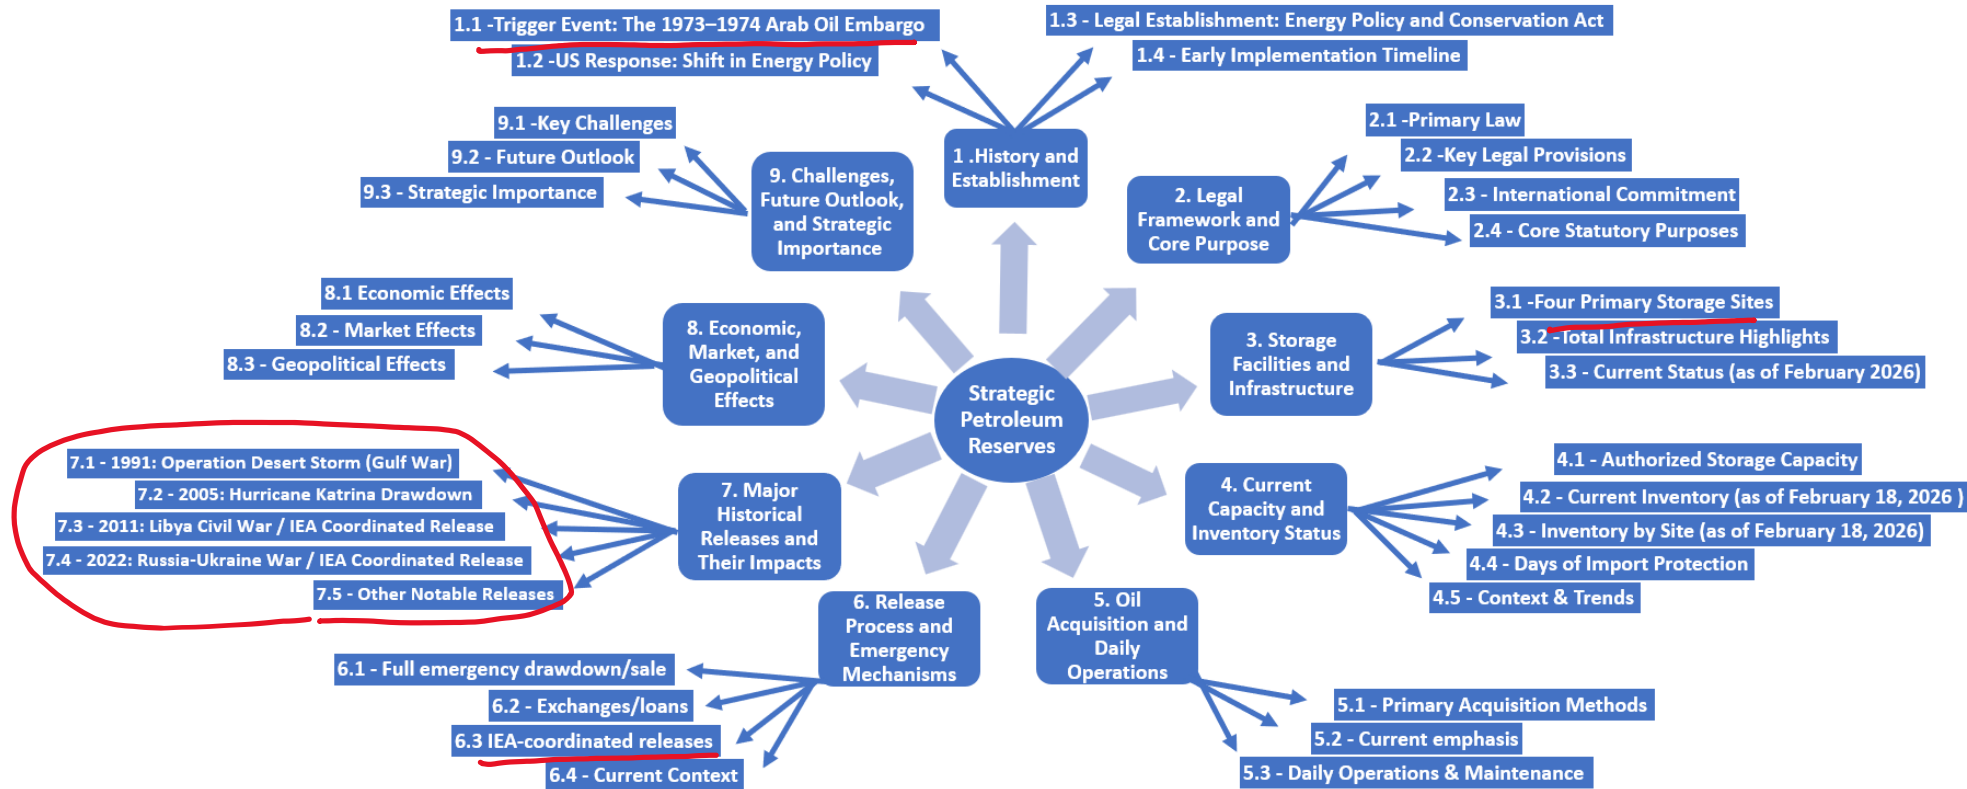 1.1 -Trigger Event: The 1973–1974 Arab Oil Embargo
1.2 -US Response: Shift in Energy Policy
1.3 - Legal Establishment: Energy Policy and Conservation Act
1.4 - Early Implementation Timeline
1 .History and
Establishment
2.1 -Primary Law
2.2 -Key Legal Provisions
2.3 - International Commitment
2.4 - Core Statutory Purposes
2. Legal
Framework and
Core Purpose
3.1 -Four Primary Storage Sites
3.2 -Total Infrastructure Highlights
3.3 - Current Status (as of February 2026)
3. Storage
Facilities and
Infrastructure
4.1 - Authorized Storage Capacity
4.2 - Current Inventory (as of February 18, 2026 )
4.3 - Inventory by Site (as of February 18, 2026)
4.4 - Days of Import Protection
4.5 - Context & Trends
4. Current
Capacity and
Inventory Status
5. Oil
Acquisition and
Daily
Operations
5.1 - Primary Acquisition Methods
5.2 - Current emphasis
5.3 - Daily Operations & Maintenance
6. Release
Process and
Emergency
Mechanisms
6.1 - Full emergency drawdown/sale
6.2 - Exchanges/loans
6.3 IEA-coordinated releases
6.4 - Current Context
7. Major
Historical
Releases and
Their Impacts
7.1 - 1991: Operation Desert Storm (Gulf War)
7.2 - 2005: Hurricane Katrina Drawdown
7.3 - 2011: Libya Civil War / IEA Coordinated Release
7.4 - 2022: Russia-Ukraine War / IEA Coordinated Release
7.5 - Other Notable Releases
8. Economic,
Market, and
Geopolitical
Effects
8.1 Economic Effects
8.2 - Market Effects
8.3 - Geopolitical Effects
9. Challenges,
Future Outlook,
and Strategic
Importance
9.1 -Key Challenges
9.2 - Future Outlook
9.3 - Strategic Importance
Strategic
Petroleum
Reserves